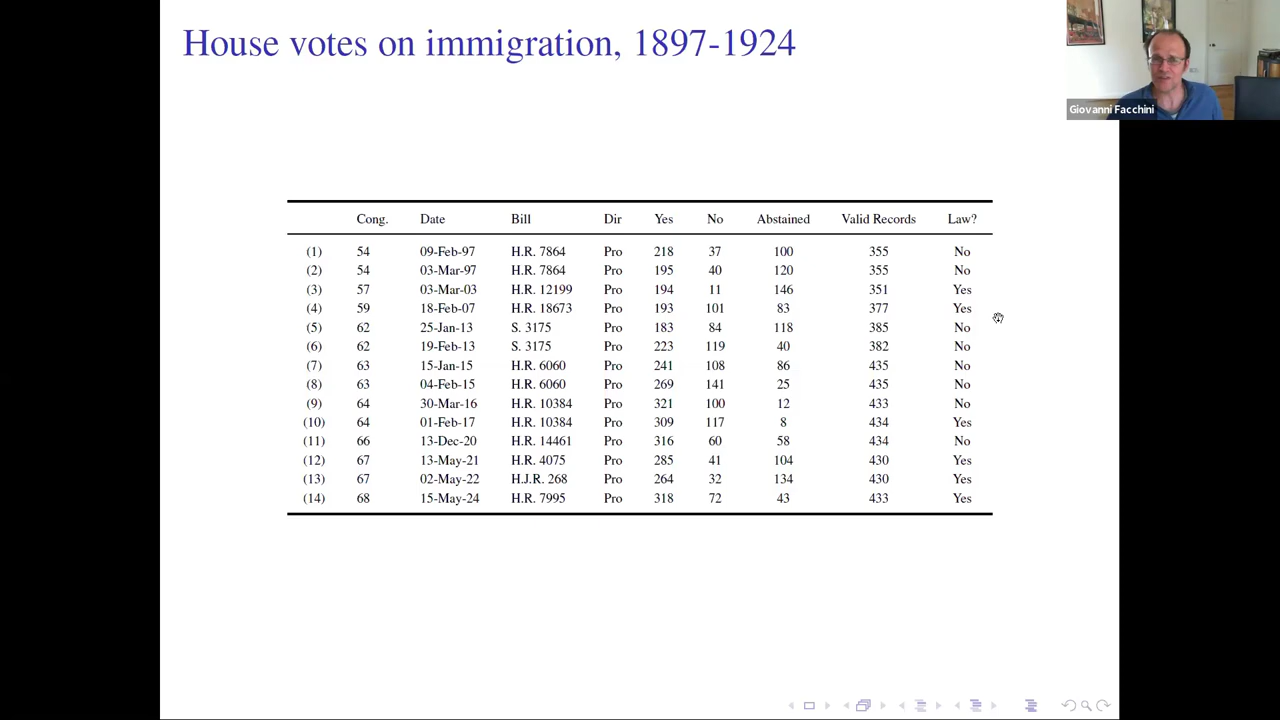 House votes on immigration, 1897-1924
Giovanni Facchini
Cong. Date Bill Dir Yes No Abstained Valid Records Law?
(1) 54 09-Feb-97 H.R. 7864 Pro 218 37 100 355 No
(2) 54 03-Mar-97 H.R. 7864 Pro 195 40 120 355 No
(3) 57 03-Mar-03 H.R. 12199 Pro 194 11 146 351 Yes
(4) 59 18-Feb-07 H.R. 18673 Pro 193 101 83 377 Yes
(5) 62 25-Jan-13 S. 3175 Pro 183 84 118 385 No
(6) 62 19-Feb-13 S. 3175 Pro 223 119 40 382 No
(7) 63 15-Jan-15 H.R. 6060 Pro 241 108 86 435 No
(8) 63 04-Feb-15 H.R. 6060 Pro 269 141 25 435 No
(9) 64 30-Mar-16 H.R. 10384 Pro 321 100 12 433 No
(10) 64 01-Feb-17 H.R. 10384 Pro 309 117 8 434 Yes
(11) 66 13-Dec-20 H.R. 14461 Pro 316 60 58 434 No
(12) 67 13-May-21 H.R. 4075 Pro 285 41 104 430 Yes
(13) 67 02-May-22 H.J.R. 268 Pro 264 32 134 430 Yes
(14) 68 15-May-24 H.R. 7995 Pro 318 72 43 433 Yes